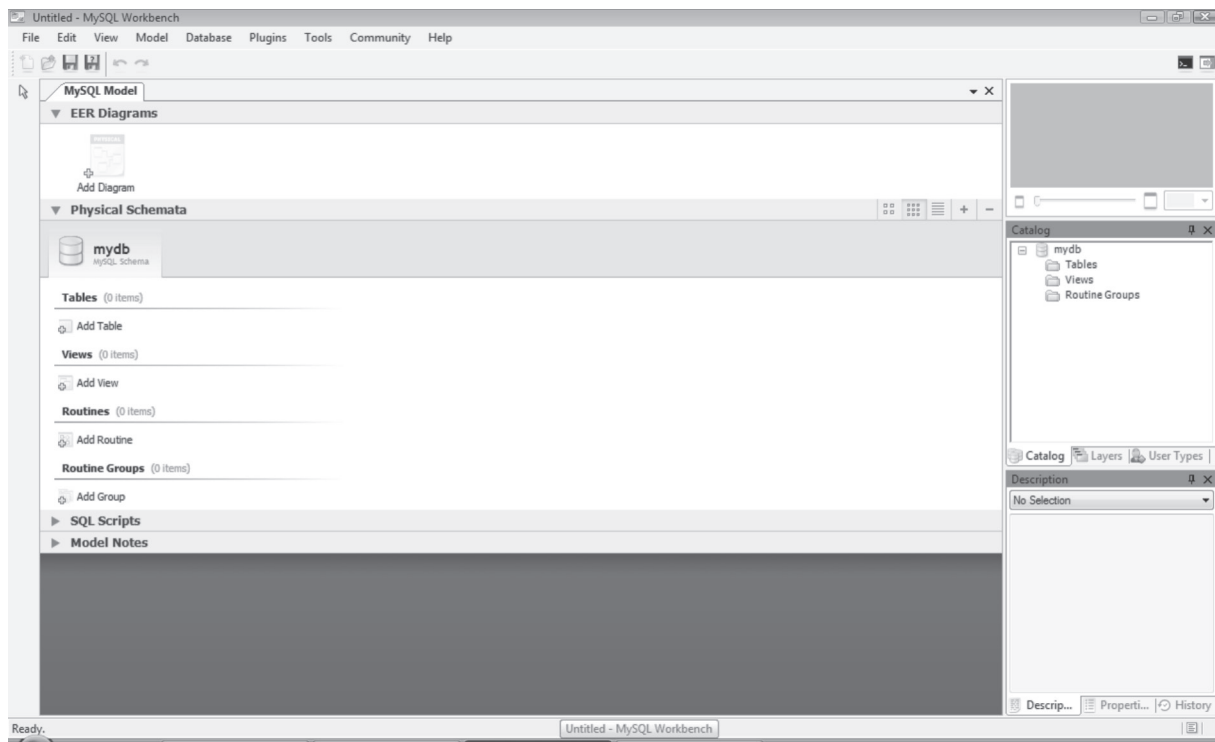 Untitled - MySQL Workbench
File Edit View Model Database Plugins Tools Community Help
MySQL Model
EER Diagrams
Add Diagram
Physical Schemata
mydb
MySQL Schema
Tables (0 items)
Add Table
Views (0 items)
Add View
Routines (0 items)
Add Routine
Routine Groups (0 items)
Add Group
SQL Scripts
Model Notes
Catalog
mydb
Tables
Views
Routine Groups
Catalog Layers User Types
Description
No Selection
Descrip... Properti... History
Ready.
Untitled - MySQL Workbench